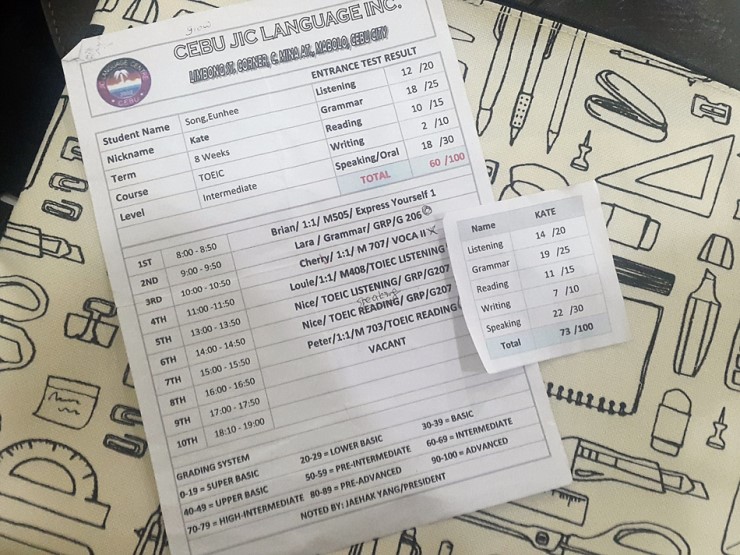 CEBU JIC LANGUAGE INC.
LIMBONG ST. CORNER, C. MINA AIT., MABOLO, CEBU CITY
Student Name Song,Eunhee
Nickname Kate
Term 8 Weeks
Course TOEIC
Level Intermediate
ENTRANCE TEST RESULT
Listening 12 /20
Grammar 18 /25
Reading 10 /15
Writing 2 /10
Speaking/Oral 18 /30
TOTAL 60 /100
1ST 8:00 - 8:50 Brian/ 1:1/ M505/ Express Yourself 1
2ND 9:00 - 9:50 Lara / Grammar/ GRP/G 206
3RD 10:00 - 10:50 Cherly/ 1:1/ M 707/ VOCA II X
4TH 11:00 -11:50 Louie/1:1/ M408/TOIEC LISTENING
5TH 13:00 - 13:50 Nice/ TOEIC LISTENING/ GRP/G207
speaking
6TH 14:00 - 14:50 Nice/ TOEIC READING/ GRP/G207
7TH 15:00 - 15:50 Peter/1:1/M 703/TOEIC READING
8TH 16:00 - 16:50 VACANT
9TH 17:00 - 17:50
10TH 18:10 - 19:00
GRADING SYSTEM
0-19 = SUPER BASIC 20-29 = LOWER BASIC 30-39 = BASIC
40-49 = UPPER BASIC 50-59 = PRE-INTERMEDIATE 60-69 = INTERMEDIATE
70-79 = HIGH-INTERMEDIATE 80-89 = PRE-ADVANCED 90-100 = ADVANCED
NOTED BY: JAEHAK YANG/PRESIDENT
Name KATE
Listening 14 /20
Grammar 19 /25
Reading 11 /15
Writing 7 /10
Speaking 22 /30
Total 73 /100